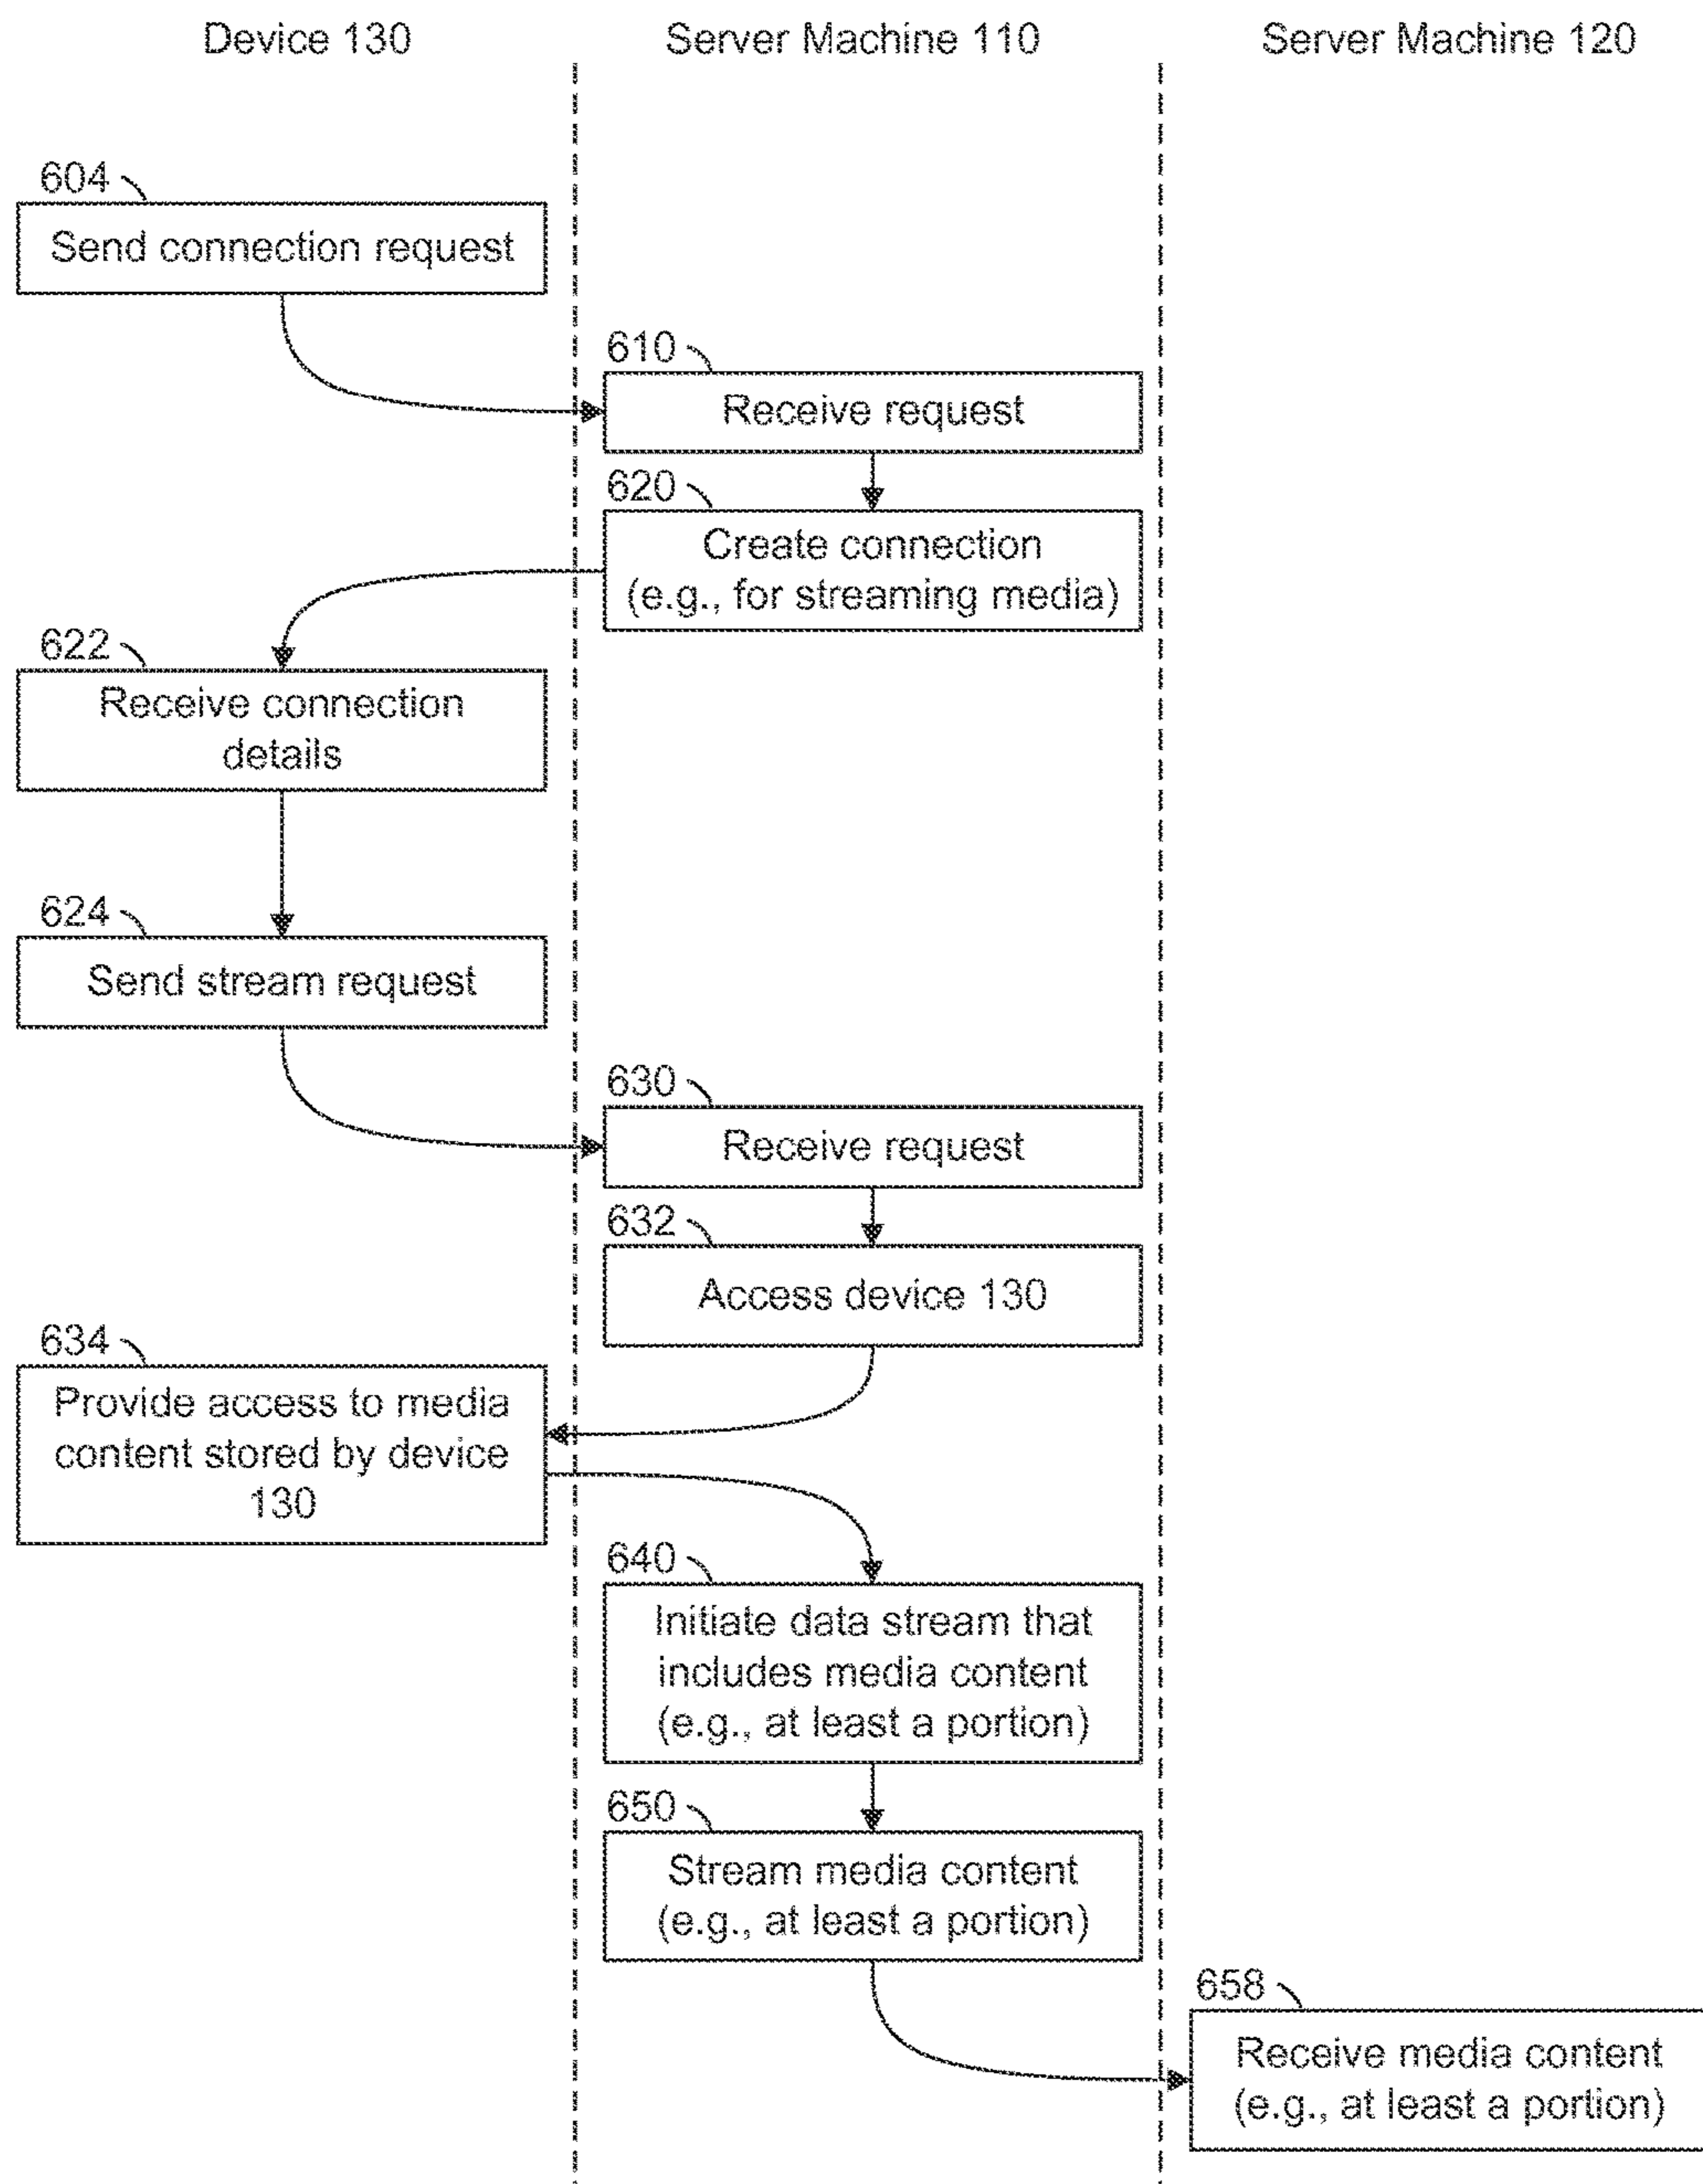 Device 130
Server Machine 110
Server Machine 120
604
Send connection request
610
Receive request
620
Create connection
(e.g., for streaming media)
622
Receive connection
details
624
Send stream request
630
Receive request
632
Access device 130
634
Provide access to media
content stored by device
130
640
Initiate data stream that
includes media content
(e.g., at least a portion)
650
Stream media content
(e.g., at least a portion)
658
Receive media content
(e.g., at least a portion)